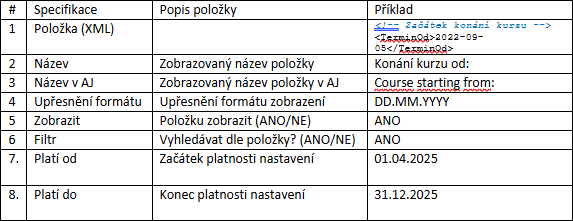 # Specifikace Popis položky Příklad
1 Položka (XML) <!-- Začátek konání kurzu -->
<TerminOd>2022-09-
05</TerminOd>
2 Název Zobrazovaný název položky Konání kurzu od:
3 Název v AJ Zobrazovaný název položky v AJ Course starting from:
4 Upřesnění formátu Upřesnění formátu zobrazení DD.MM.YYYY
5 Zobrazit Položku zobrazit (ANO/NE) ANO
6 Filtr Vyhledávat dle položky? (ANO/NE) ANO
7. Platí od Začátek platnosti nastavení 01.04.2025
8. Platí do Konec platnosti nastavení 31.12.2025